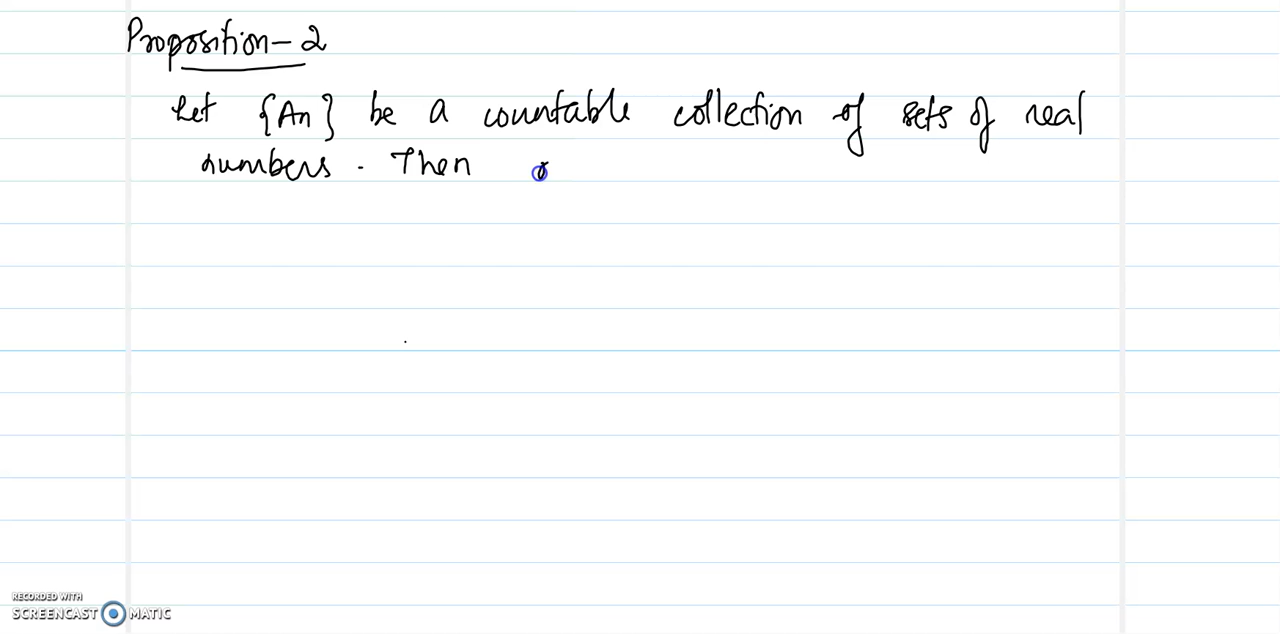 Proposition-2
Let {An} be a countable collection of sets of real
numbers. Then
RECORDED WITH
SCREENCAST MATIC